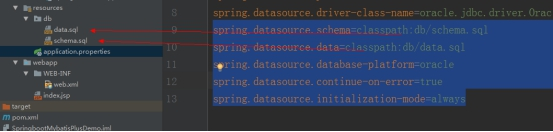 resources
db
data.sql
schema.sql
application.properties
webapp
WEB-INF
web.xml
index.jsp
target
pom.xml
SpringbootMybatisPlusDemo.iml
8 spring.datasource.driver-class-name=oracle.jdbc.driver.Orac
9 spring.datasource.schema=classpath:db/schema.sql
10 spring.datasource.data=classpath:db/data.sql
11 spring.datasource.database-platform=oracle
12 spring.datasource.continue-on-error=true
13 spring.datasource.initialization-mode=always